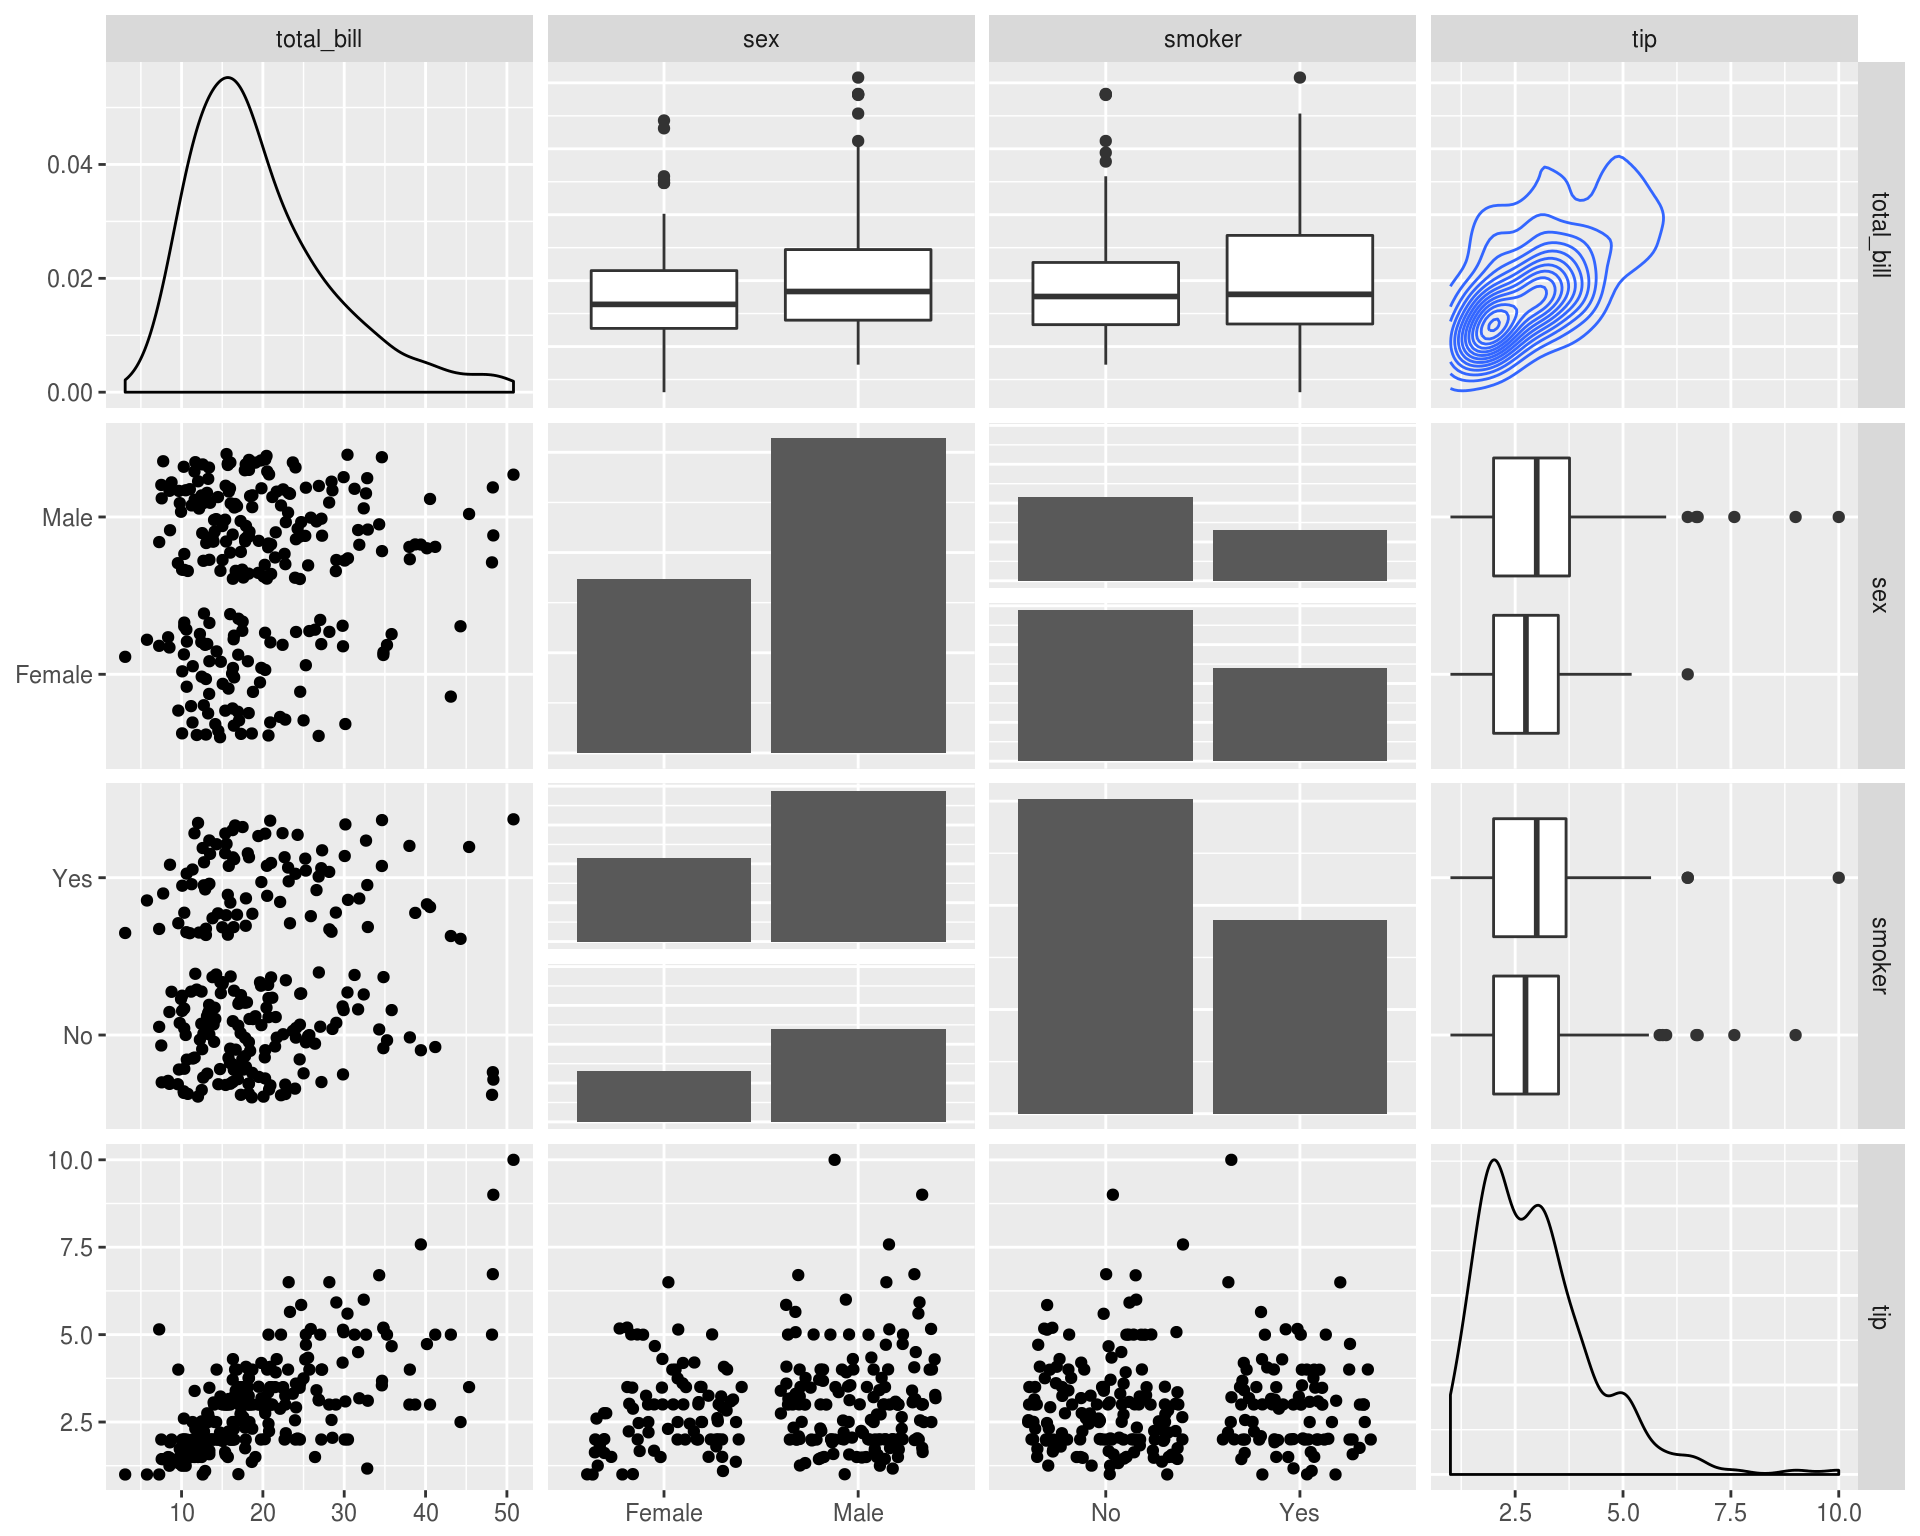 total_bill sex smoker tip
0.04
0.02
0.00
total_bill
Male
Female
sex
Yes
No
smoker
10.0
7.5
5.0
2.5
tip
10 20 30 40 50 Female Male No Yes 2.5 5.0 7.5 10.0